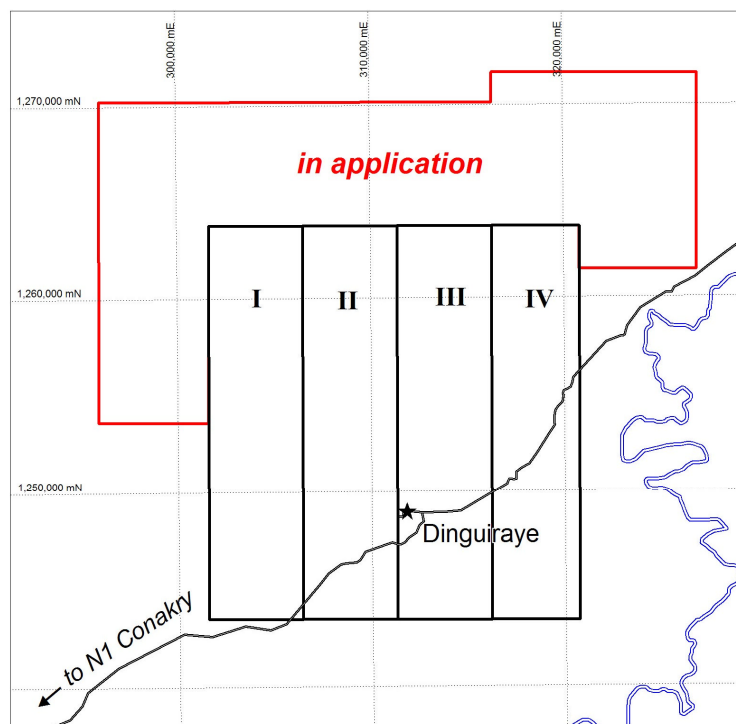 300,000 mE
310,000 mE
320,000 mE
1,270,000 mN
in application
1,260,000 mN
I
II
III
IV
1,250,000 mN
Dinguiraye
to N1 Conakry